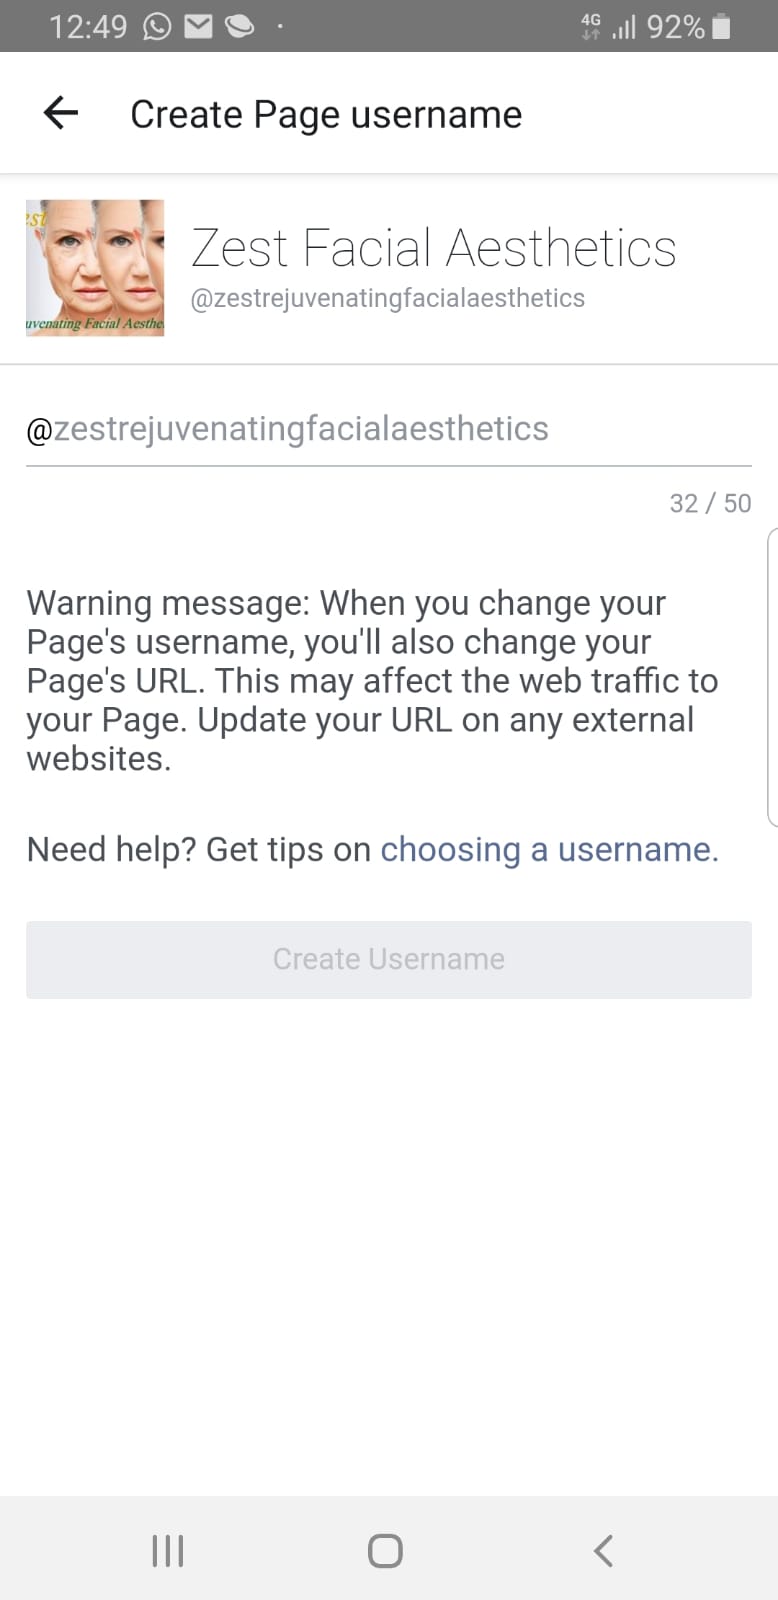 12:49
4G
92%
Create Page username
est
uvenating Facial Aesthe
Zest Facial Aesthetics
@zestrejuvenatingfacialaesthetics
@zestrejuvenatingfacialaesthetics
32 / 50
Warning message: When you change your
Page's username, you'll also change your
Page's URL. This may affect the web traffic to
your Page. Update your URL on any external
websites.
Need help? Get tips on choosing a username.
Create Username